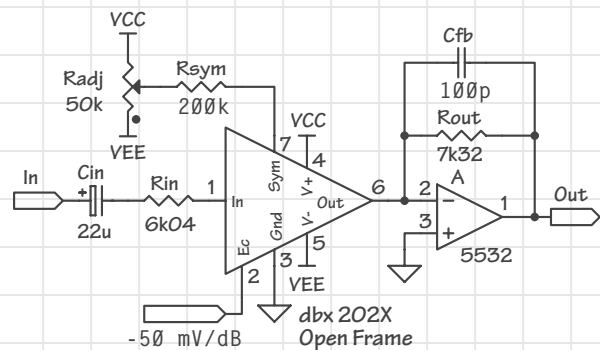 VCC
Cfb
Radj
50k
Rsym
200k
100p
VCC
Rout
7k32
VEE
7
4
Sym
V+
A
In
Cin
+
22u
Rin
6k04
1
In
Out
6
2
−
1
Out
3
+
5532
Ec
Gnd
V-
2
3
5
VEE
-50 mV/dB
dbx 202X
Open Frame